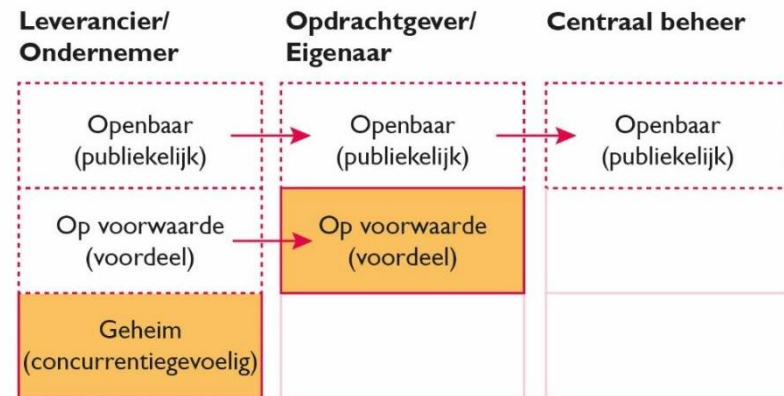 Leverancier/
Ondernemer
Opdrachtgever/
Eigenaar
Centraal beheer
Openbaar
(publiekelijk)
Openbaar
(publiekelijk)
Openbaar
(publiekelijk)
Op voorwaarde
(voordeel)
Op voorwaarde
(voordeel)
Geheim
(concurrentiegevoelig)